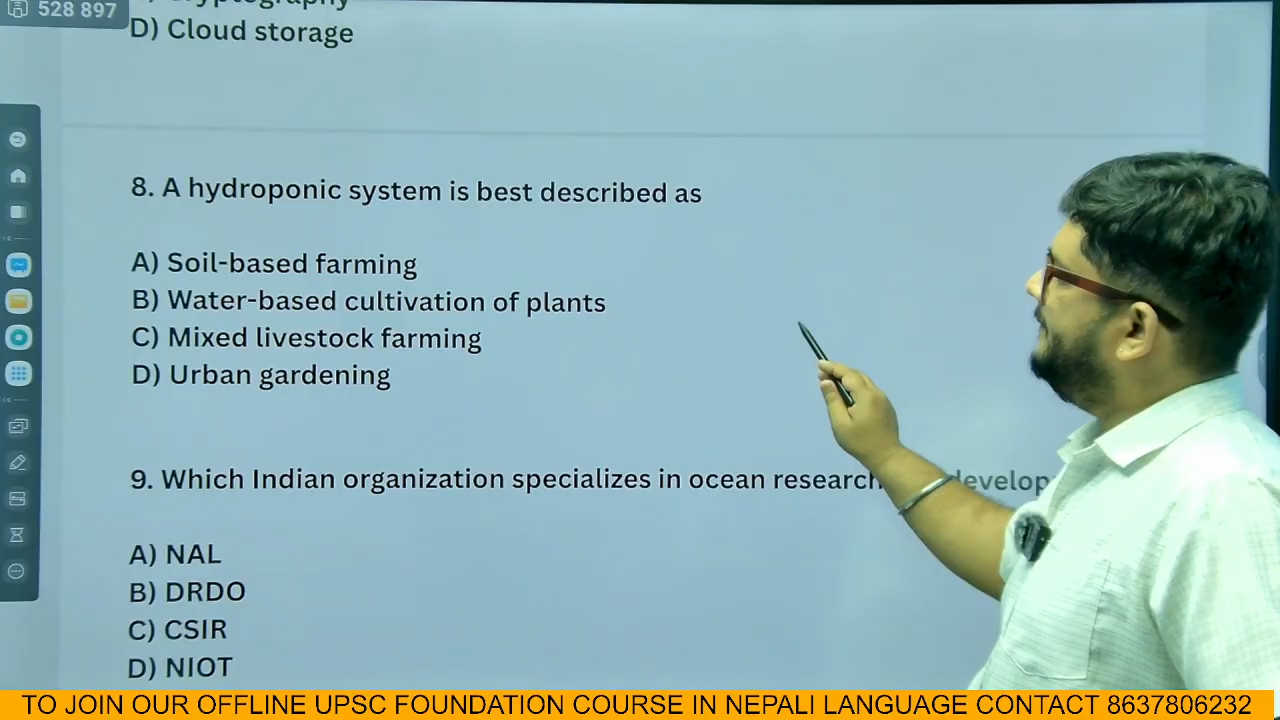 528 897
D) Cloud storage
8. A hydroponic system is best described as
A) Soil-based farming
B) Water-based cultivation of plants
C) Mixed livestock farming
D) Urban gardening
9. Which Indian organization specializes in ocean research
A) NAL
B) DRDO
C) CSIR
D) NIOT
TO JOIN OUR OFFLINE UPSC FOUNDATION COURSE IN NEPALI LANGUAGE CONTACT 8637806232